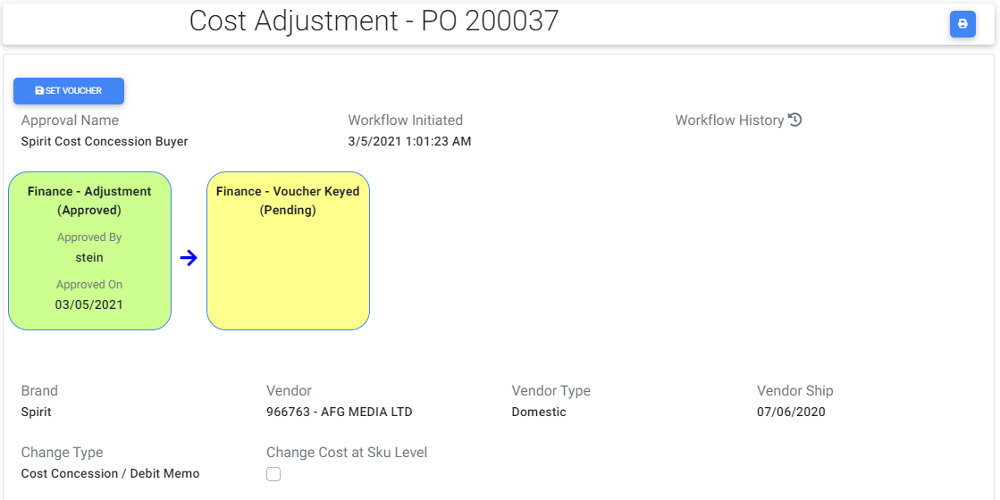 Cost Adjustment - PO 200037
SET VOUCHER
Approval Name
Workflow Initiated
Workflow History
Spirit Cost Concession Buyer
3/5/2021 1:01:23 AM
Finance - Adjustment
(Approved)
Approved By
stein
Approved On
03/05/2021
Finance - Voucher Keyed
(Pending)
Brand
Vendor
Vendor Type
Vendor Ship
Spirit
966763 - AFG MEDIA LTD
Domestic
07/06/2020
Change Type
Change Cost at Sku Level
Cost Concession / Debit Memo